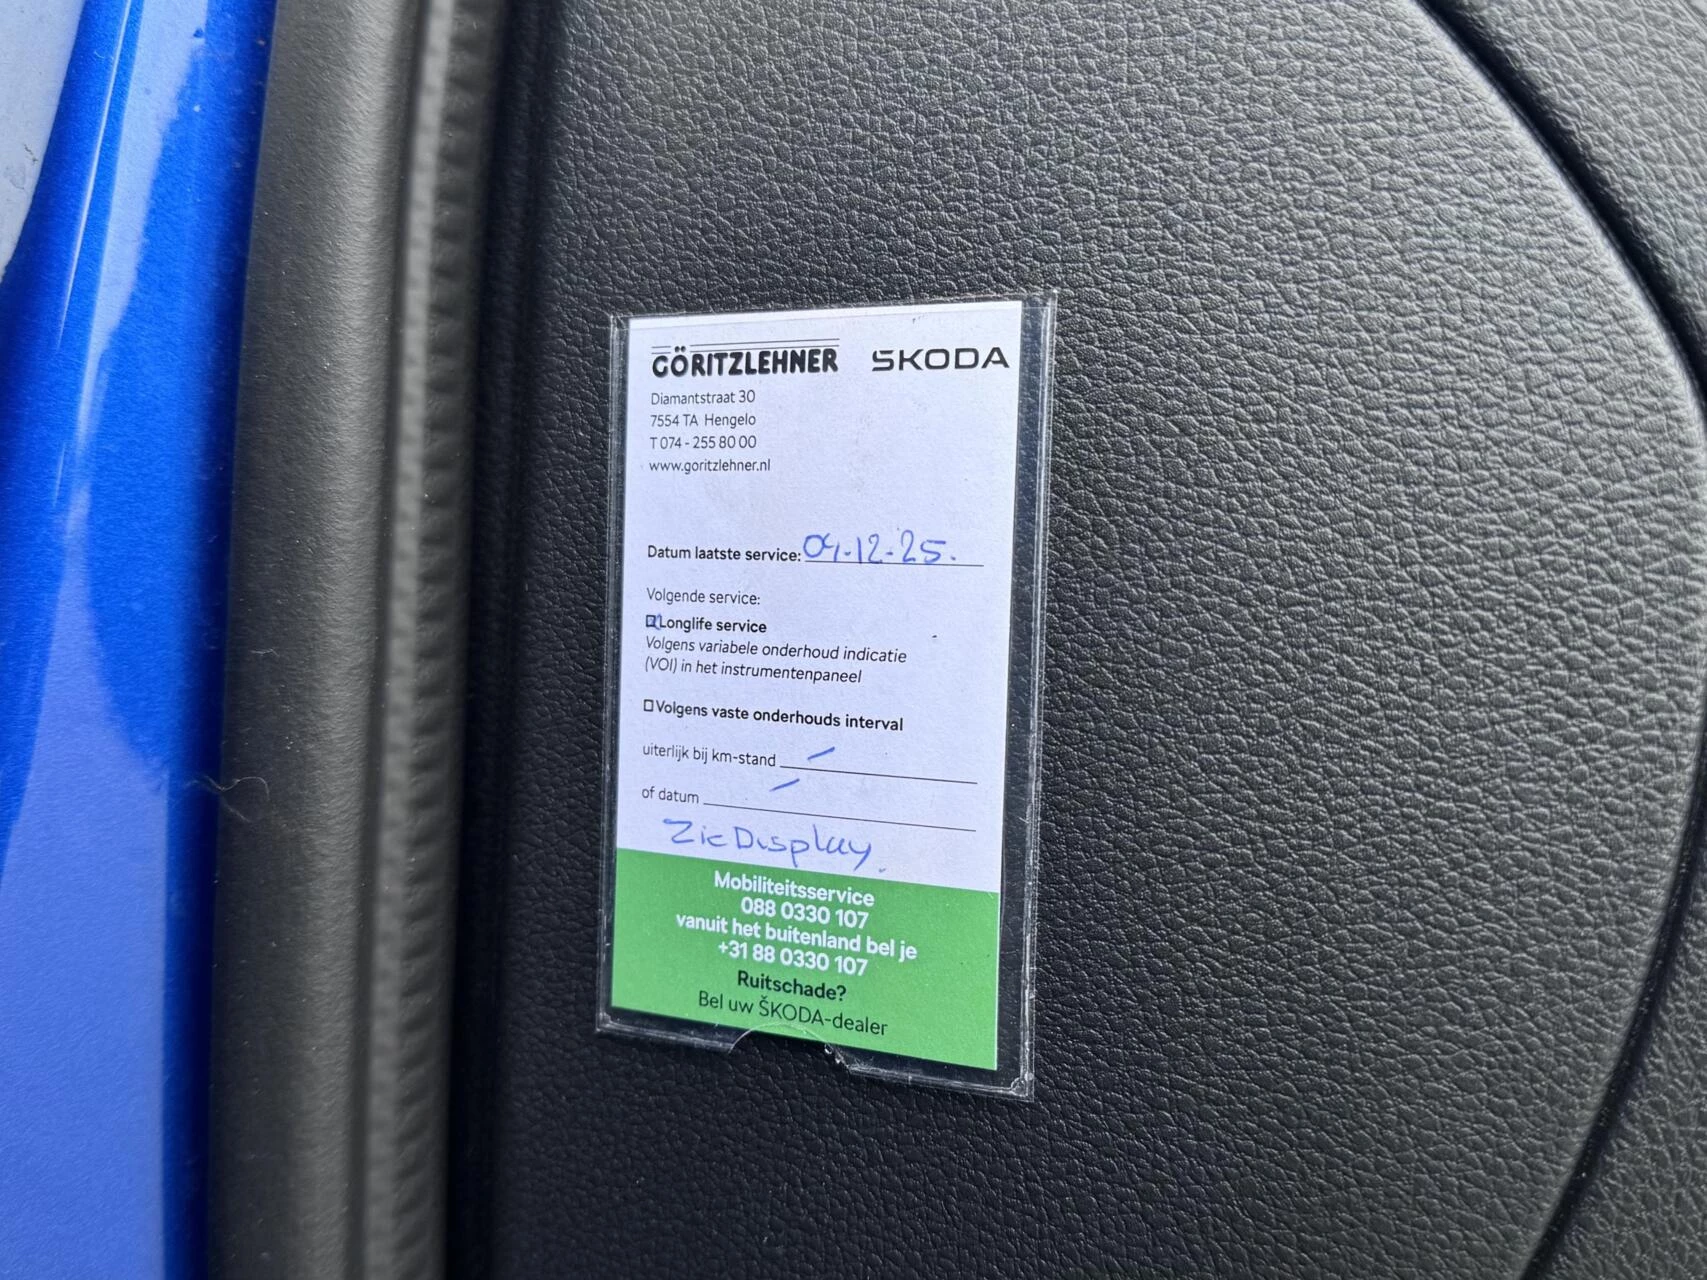 GÖRITZLEHNER ŠKODA
Diamantstraat 30
7554 TA Hengelo
T 074 - 255 80 00
www.goritzlehner.nl
Datum laatste service: 04-12-25.
Volgende service:
Longlife service
Volgens variabele onderhoud indicatie
(VOI) in het instrumentenpaneel
Volgens vaste onderhouds interval
uiterlijk bij km-stand -
of datum -
Zie Display.
Mobiliteitsservice
088 0330 107
vanuit het buitenland bel je
+31 88 0330 107
Ruitschade?
Bel uw ŠKODA-dealer